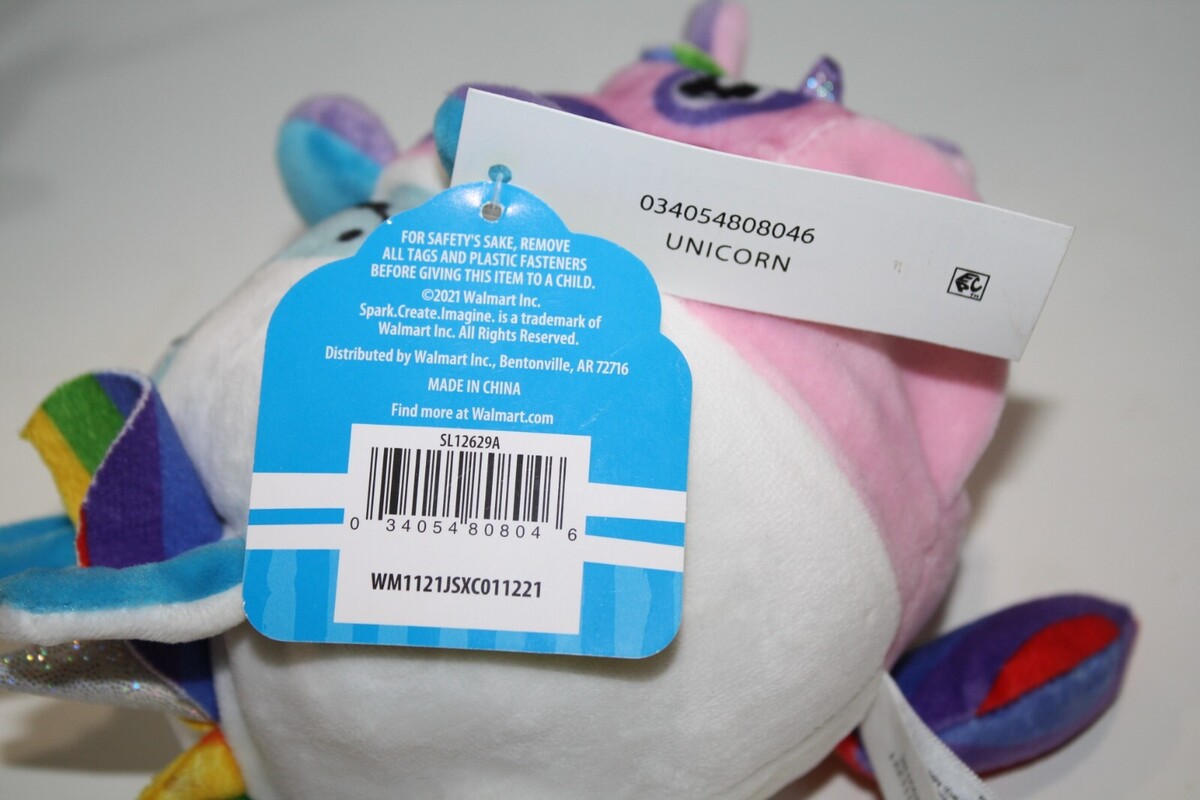 034054808046
UNICORN
EC
FOR SAFETY'S SAKE, REMOVE
ALL TAGS AND PLASTIC FASTENERS
BEFORE GIVING THIS ITEM TO A CHILD.
©2021 Walmart Inc.
Spark.Create.Imagine. is a trademark of
Walmart Inc. All Rights Reserved.
Distributed by Walmart Inc., Bentonville, AR 72716
MADE IN CHINA
Find more at Walmart.com
SL12629A
0 34054 80804 6
WM1121JSXC011221